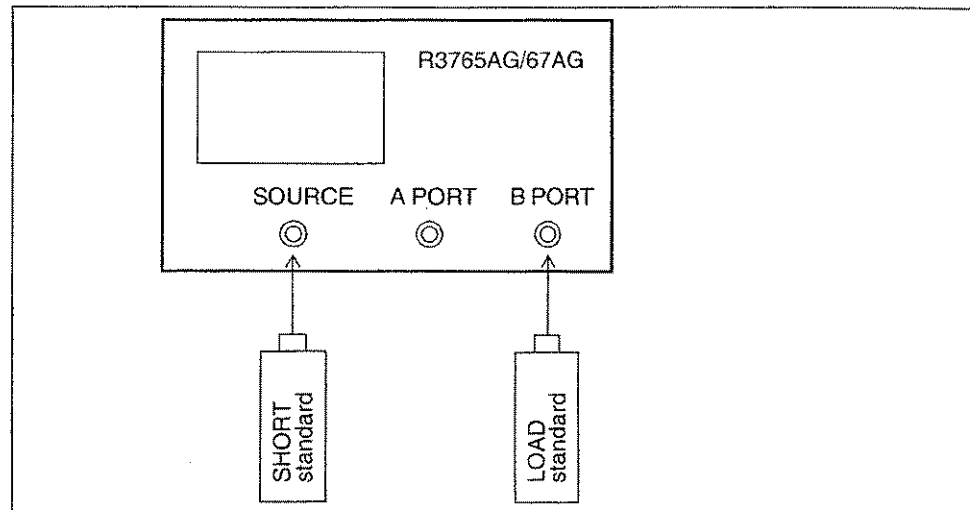 R3765AG/67AG
SOURCE A PORT B PORT
SHORT
standard
LOAD
standard